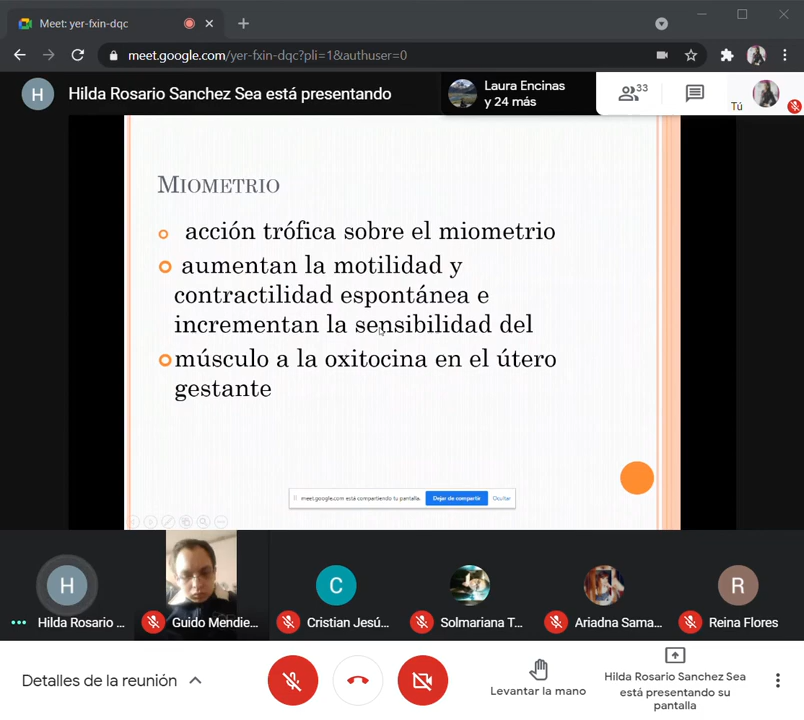 Meet: yer-fxin-dqc
meet.google.com/yer-fxin-dqc?pli=1&authuser=0
H
Hilda Rosario Sanchez Sea está presentando
Laura Encinas
y 24 más
33
Tú
MIOMETRIO
acción trófica sobre el miometrio
aumentan la motilidad y
contractilidad espontánea e
incrementan la sensibilidad del
músculo a la oxitocina en el útero
gestante
meet.google.com está compartiendo tu pantalla.
Dejar de compartir
Ocultar
H
C
R
Hilda Rosario ...
Guido Mendie...
Cristian Jesú...
Solmariana T...
Ariadna Sama...
Reina Flores
Detalles de la reunión
Levantar la mano
Hilda Rosario Sanchez Sea
está presentando su
pantalla